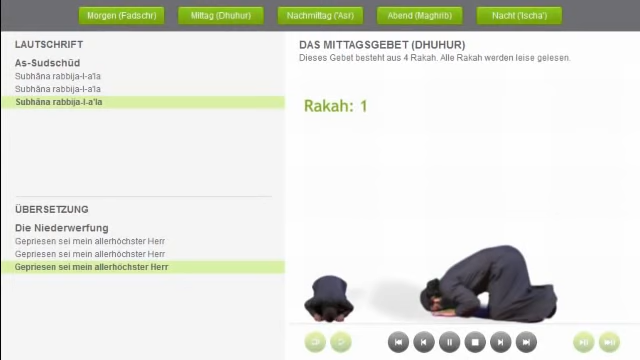 Morgen (Fadschr)
Mittag (Dhuhur)
Nachmittag ('Asr)
Abend (Maghrib)
Nacht ('Ischa')
LAUTSCHRIFT
As-Sudschüd
Subhâna rabbija-l-a'la
Subhâna rabbija-l-a'la
Subhâna rabbija-l-a'la
ÜBERSETZUNG
Die Niederwerfung
Gepriesen sei mein allerhöchster Herr
Gepriesen sei mein allerhöchster Herr
Gepriesen sei mein allerhöchster Herr
DAS MITTAGSGEBET (DHUHUR)
Dieses Gebet besteht aus 4 Rakah. Alle Rakah werden leise gelesen.
Rakah: 1